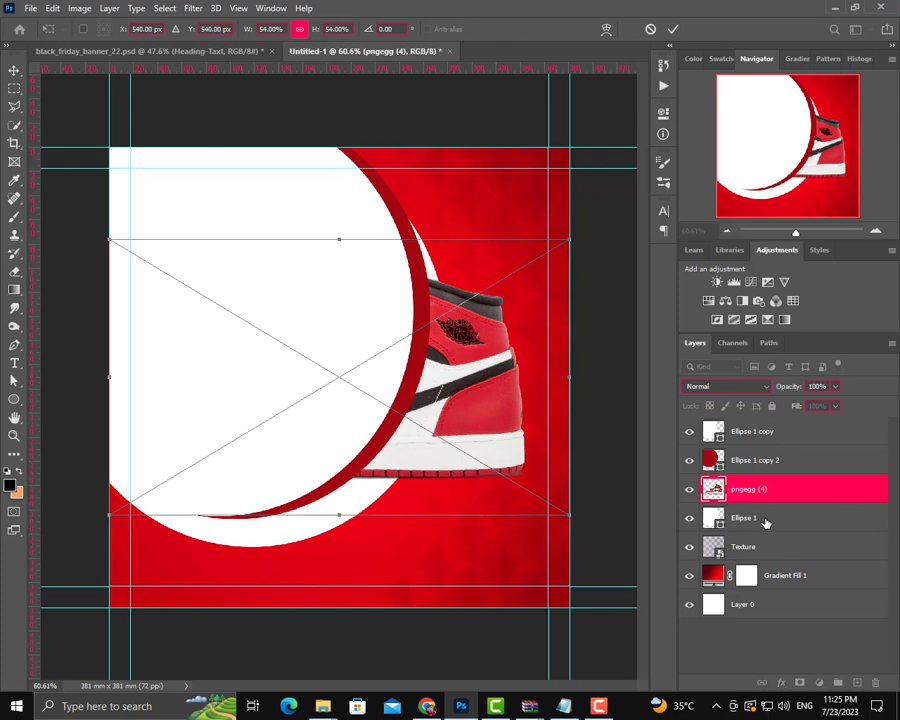 File Edit Image Layer Type Select Filter 3D View Window Help
X: 540.00 px Y: 540.00 px W: 54.00% H: 54.00% 0.00 Anti-alias
black_friday_banner_22.psd @ 47.6% (Heading-Taxt, RGB/8#) * × Untitled-1 @ 60.6% (pngegg (4), RGB/8) * ×
Color Swatch Navigator Gradier Pattern Histog
60.61%
Learn Libraries Adjustments Styles
Add an adjustment
Layers Channels Paths
Kind
Normal Opacity: 100%
Lock: Fill: 100%
Ellipse 1 copy
Ellipse 1 copy 2
pngegg (4)
Ellipse 1
Texture
Gradient Fill 1
Layer 0
60.61% 381 mm x 381 mm (72 ppi)
Type here to search
35°C ENG 11:25 PM
7/23/2023